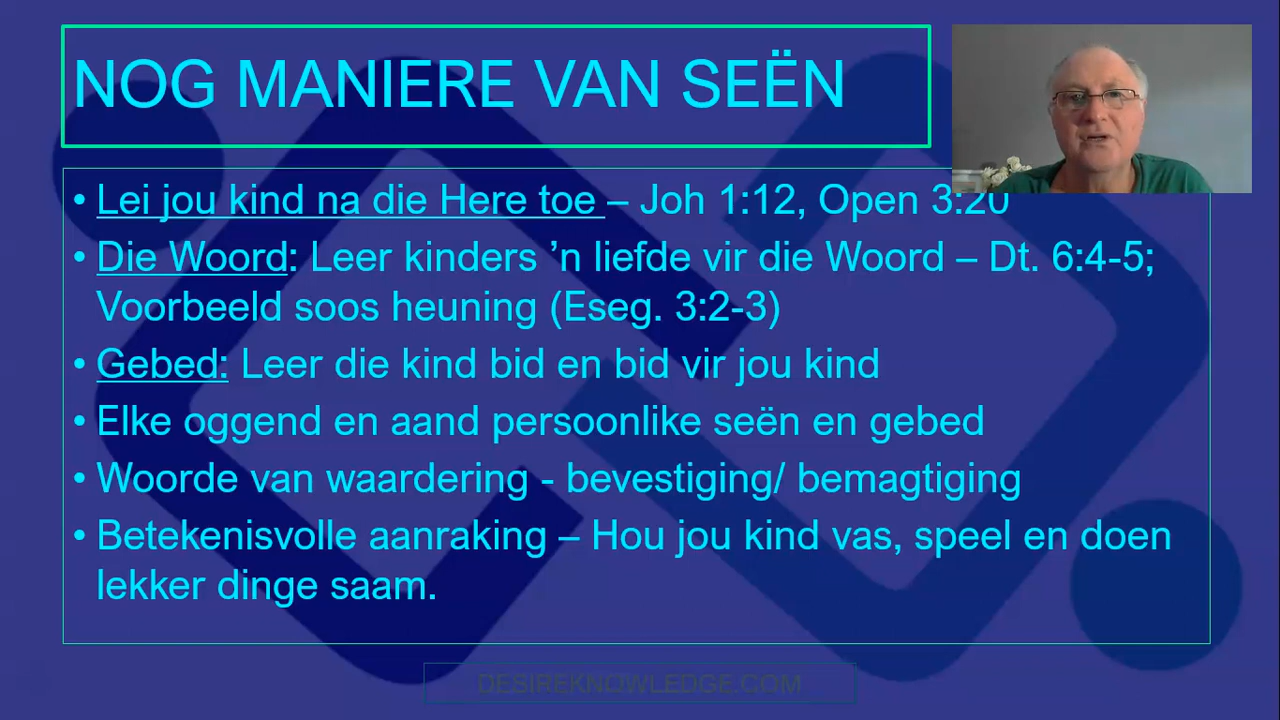 NOG MANIERE VAN SEËN
• Lei jou kind na die Here toe – Joh 1:12, Open 3:20
• Die Woord: Leer kinders ’n liefde vir die Woord – Dt. 6:4-5;
Voorbeeld soos heuning (Eseg. 3:2-3)
• Gebed: Leer die kind bid en bid vir jou kind
• Elke oggend en aand persoonlike seën en gebed
• Woorde van waardering - bevestiging/ bemagtiging
• Betekenisvolle aanraking – Hou jou kind vas, speel en doen
lekker dinge saam.
DESIREKNOWLEDGE.COM